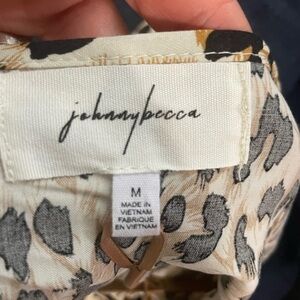 johnnybecca
M
MADE IN
VIETNAM
FABRIQUE
EN VIETNAM